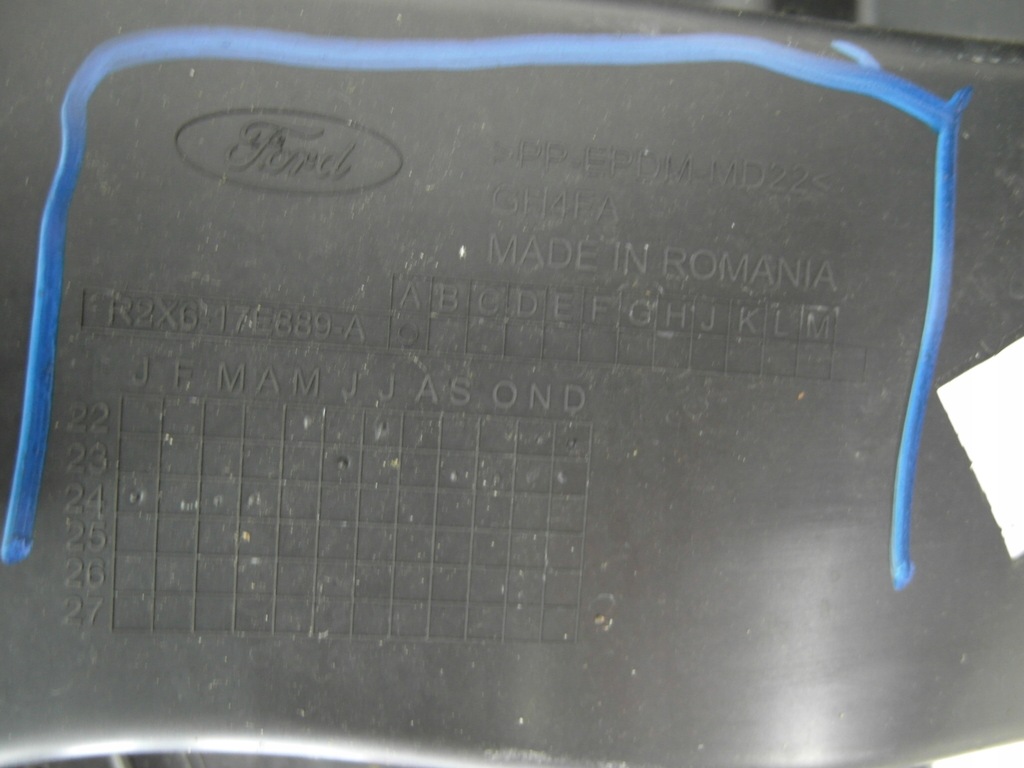 Ford
>PP-EPDM-MD22<
GH4FA
MADE IN ROMANIA
R2X6-17E889-A
A B C D E F G H J K L M
J F M A M J J A S O N D
22
23
24
25
26
27